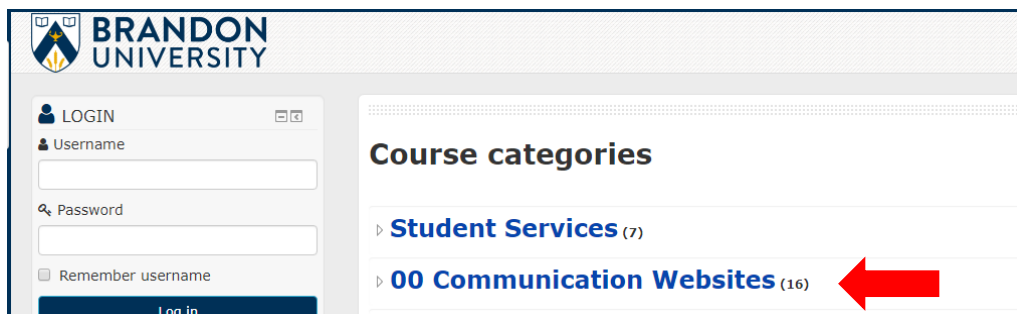 BRANDON
UNIVERSITY
LOGIN
Username
Password
Remember username
Log in
Course categories
Student Services (7)
00 Communication Websites (16)